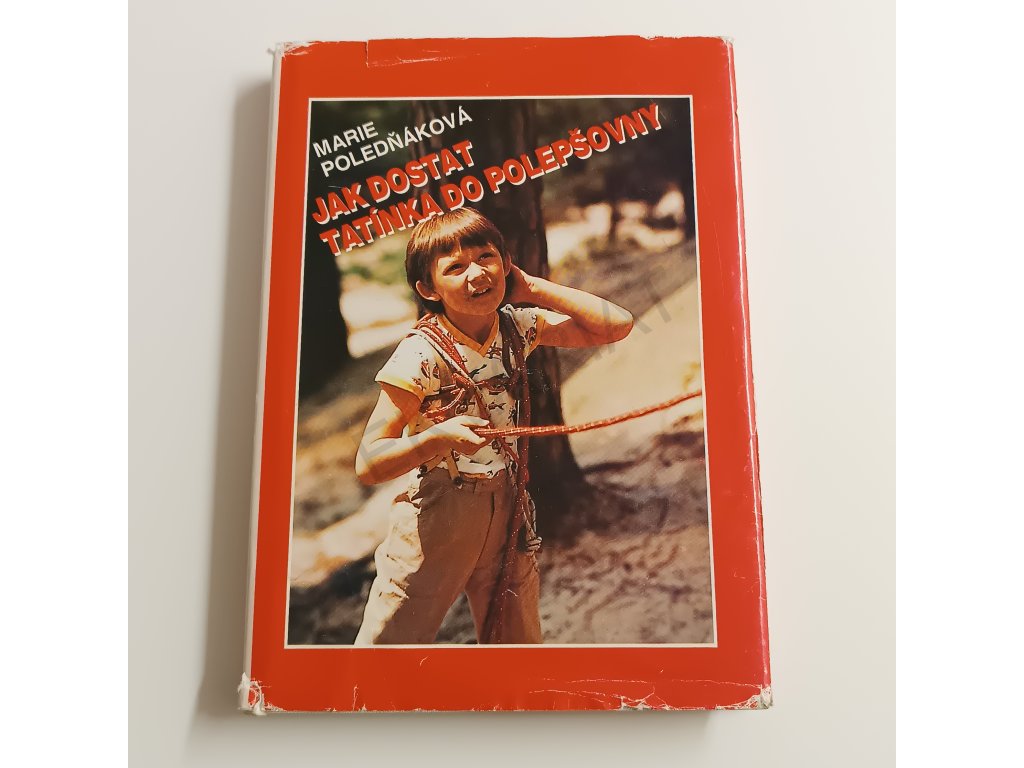 MARIE
POLEDŇÁKOVÁ
JAK DOSTAT
TATÍNKA DO POLEPŠOVNY